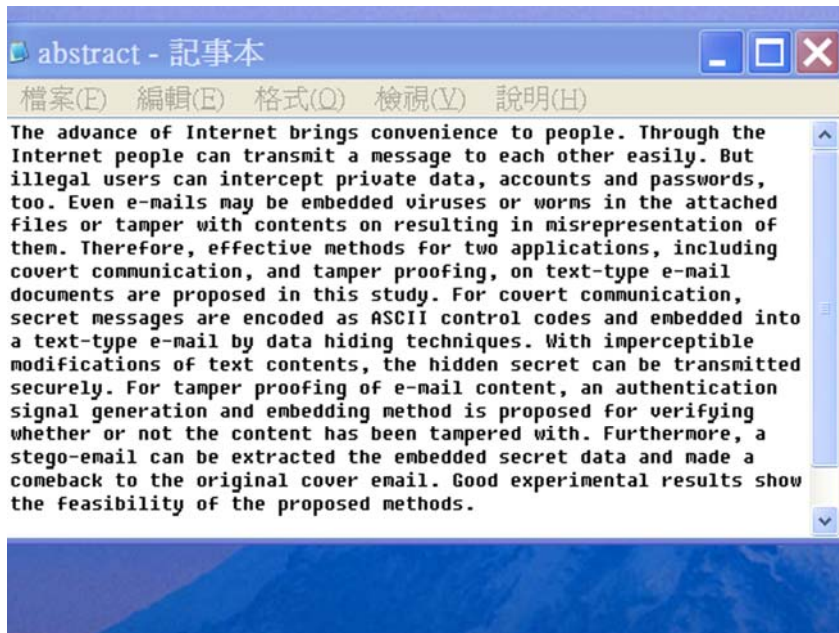 abstract - 記事本
檔案(F) 編輯(E) 格式(O) 檢視(V) 說明(H)
The advance of Internet brings convenience to people. Through the
Internet people can transmit a message to each other easily. But
illegal users can intercept private data, accounts and passwords,
too. Even e-mails may be embedded viruses or worms in the attached
files or tamper with contents on resulting in misrepresentation of
them. Therefore, effective methods for two applications, including
covert communication, and tamper proofing, on text-type e-mail
documents are proposed in this study. For covert communication,
secret messages are encoded as ASCII control codes and embedded into
a text-type e-mail by data hiding techniques. With imperceptible
modifications of text contents, the hidden secret can be transmitted
securely. For tamper proofing of e-mail content, an authentication
signal generation and embedding method is proposed for verifying
whether or not the content has been tampered with. Furthermore, a
stego-email can be extracted the embedded secret data and made a
comeback to the original cover email. Good experimental results show
the feasibility of the proposed methods.